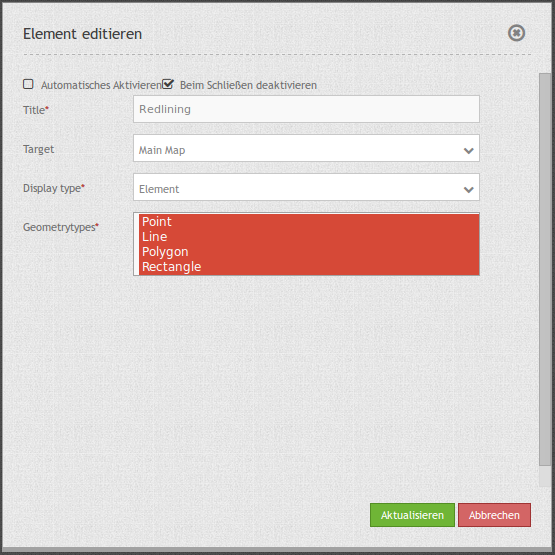 Element editieren
Automatisches Aktivieren Beim Schließen deaktivieren
Title* Redlining
Target Main Map
Display type* Element
Geometrytypes* Point
Line
Polygon
Rectangle
Aktualisieren Abbrechen